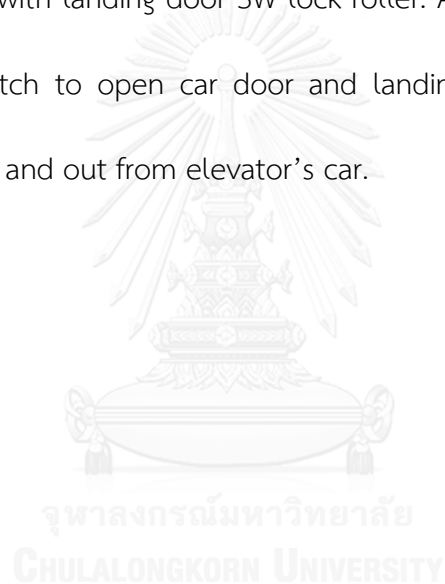 with landing door SW lock roller. A
tch to open car door and landin
and out from elevator's car.
จุฬาลงกรณ์มหาวิทยาลัย
CHULALONGKORN UNIVERSITY